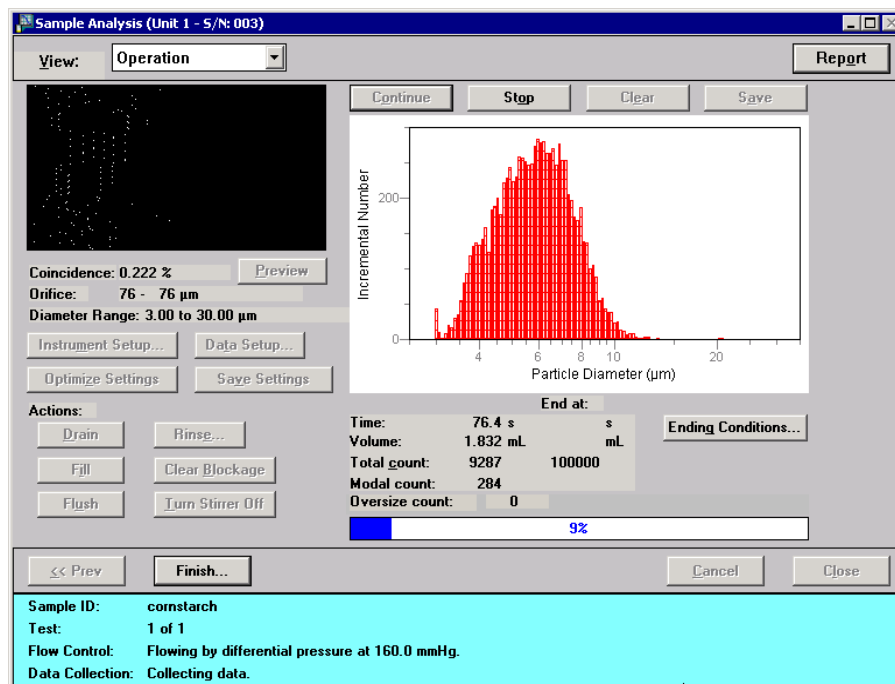 Sample Analysis (Unit 1 - S/N: 003)
View: Operation Report
Continue Stop Clear Save
Incremental Number
200
0
4 6 8 10 20
Particle Diameter (µm)
Coincidence: 0.222 % Preview
Orifice: 76 - 76 µm
Diameter Range: 3.00 to 30.00 µm
Instrument Setup... Data Setup...
Optimize Settings Save Settings
Actions:
Drain Rinse...
Fill Clear Blockage
Flush Turn Stirrer Off
End at:
Time: 76.4 s s
Volume: 1.832 mL mL
Total count: 9287 100000
Modal count: 284
Oversize count: 0
Ending Conditions...
9%
<< Prev Finish... Cancel Close
Sample ID: cornstarch
Test: 1 of 1
Flow Control: Flowing by differential pressure at 160.0 mmHg.
Data Collection: Collecting data.